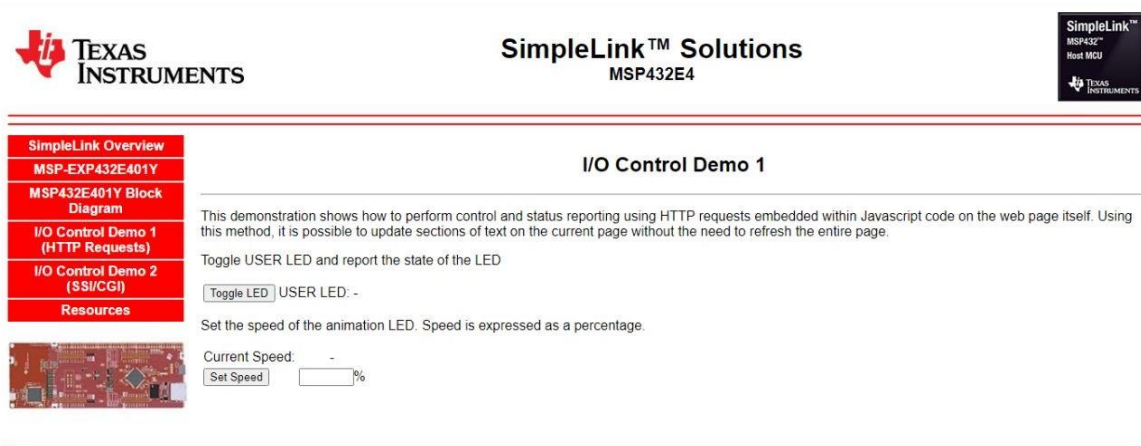 TEXAS
INSTRUMENTS
SimpleLink™ Solutions
MSP432E4
SimpleLink™
MSP432™
Host MCU
TEXAS
INSTRUMENTS
SimpleLink Overview
MSP-EXP432E401Y
MSP432E401Y Block
Diagram
I/O Control Demo 1
(HTTP Requests)
I/O Control Demo 2
(SSI/CGI)
Resources
I/O Control Demo 1
This demonstration shows how to perform control and status reporting using HTTP requests embedded within Javascript code on the web page itself. Using
this method, it is possible to update sections of text on the current page without the need to refresh the entire page.
Toggle USER LED and report the state of the LED
Toggle LED USER LED: -
Set the speed of the animation LED. Speed is expressed as a percentage.
Current Speed: -
Set Speed %